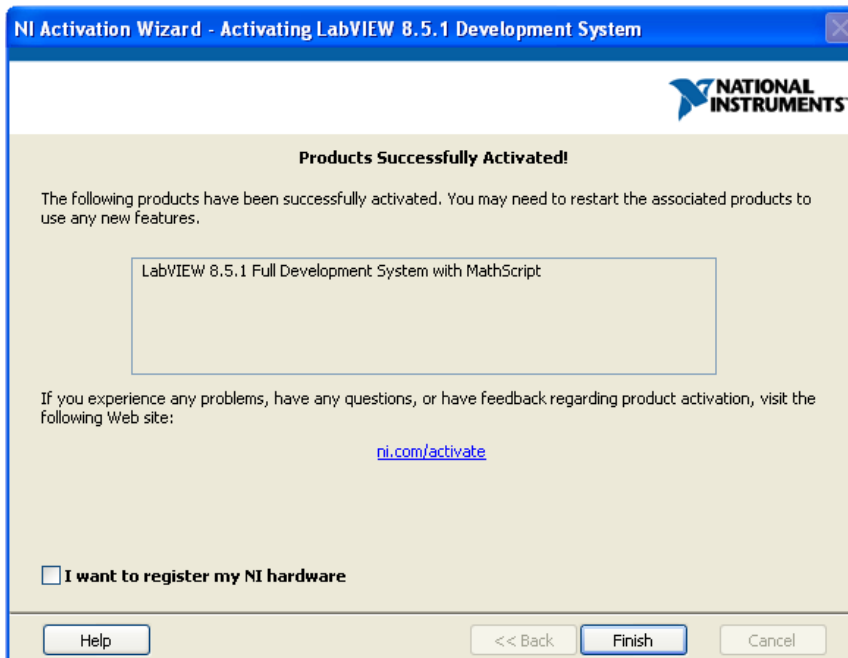 NI Activation Wizard - Activating LabVIEW 8.5.1 Development System
NATIONAL
INSTRUMENTS™
Products Successfully Activated!
The following products have been successfully activated. You may need to restart the associated products to
use any new features.
LabVIEW 8.5.1 Full Development System with MathScript
If you experience any problems, have any questions, or have feedback regarding product activation, visit the
following Web site:
ni.com/activate
I want to register my NI hardware
Help << Back Finish Cancel